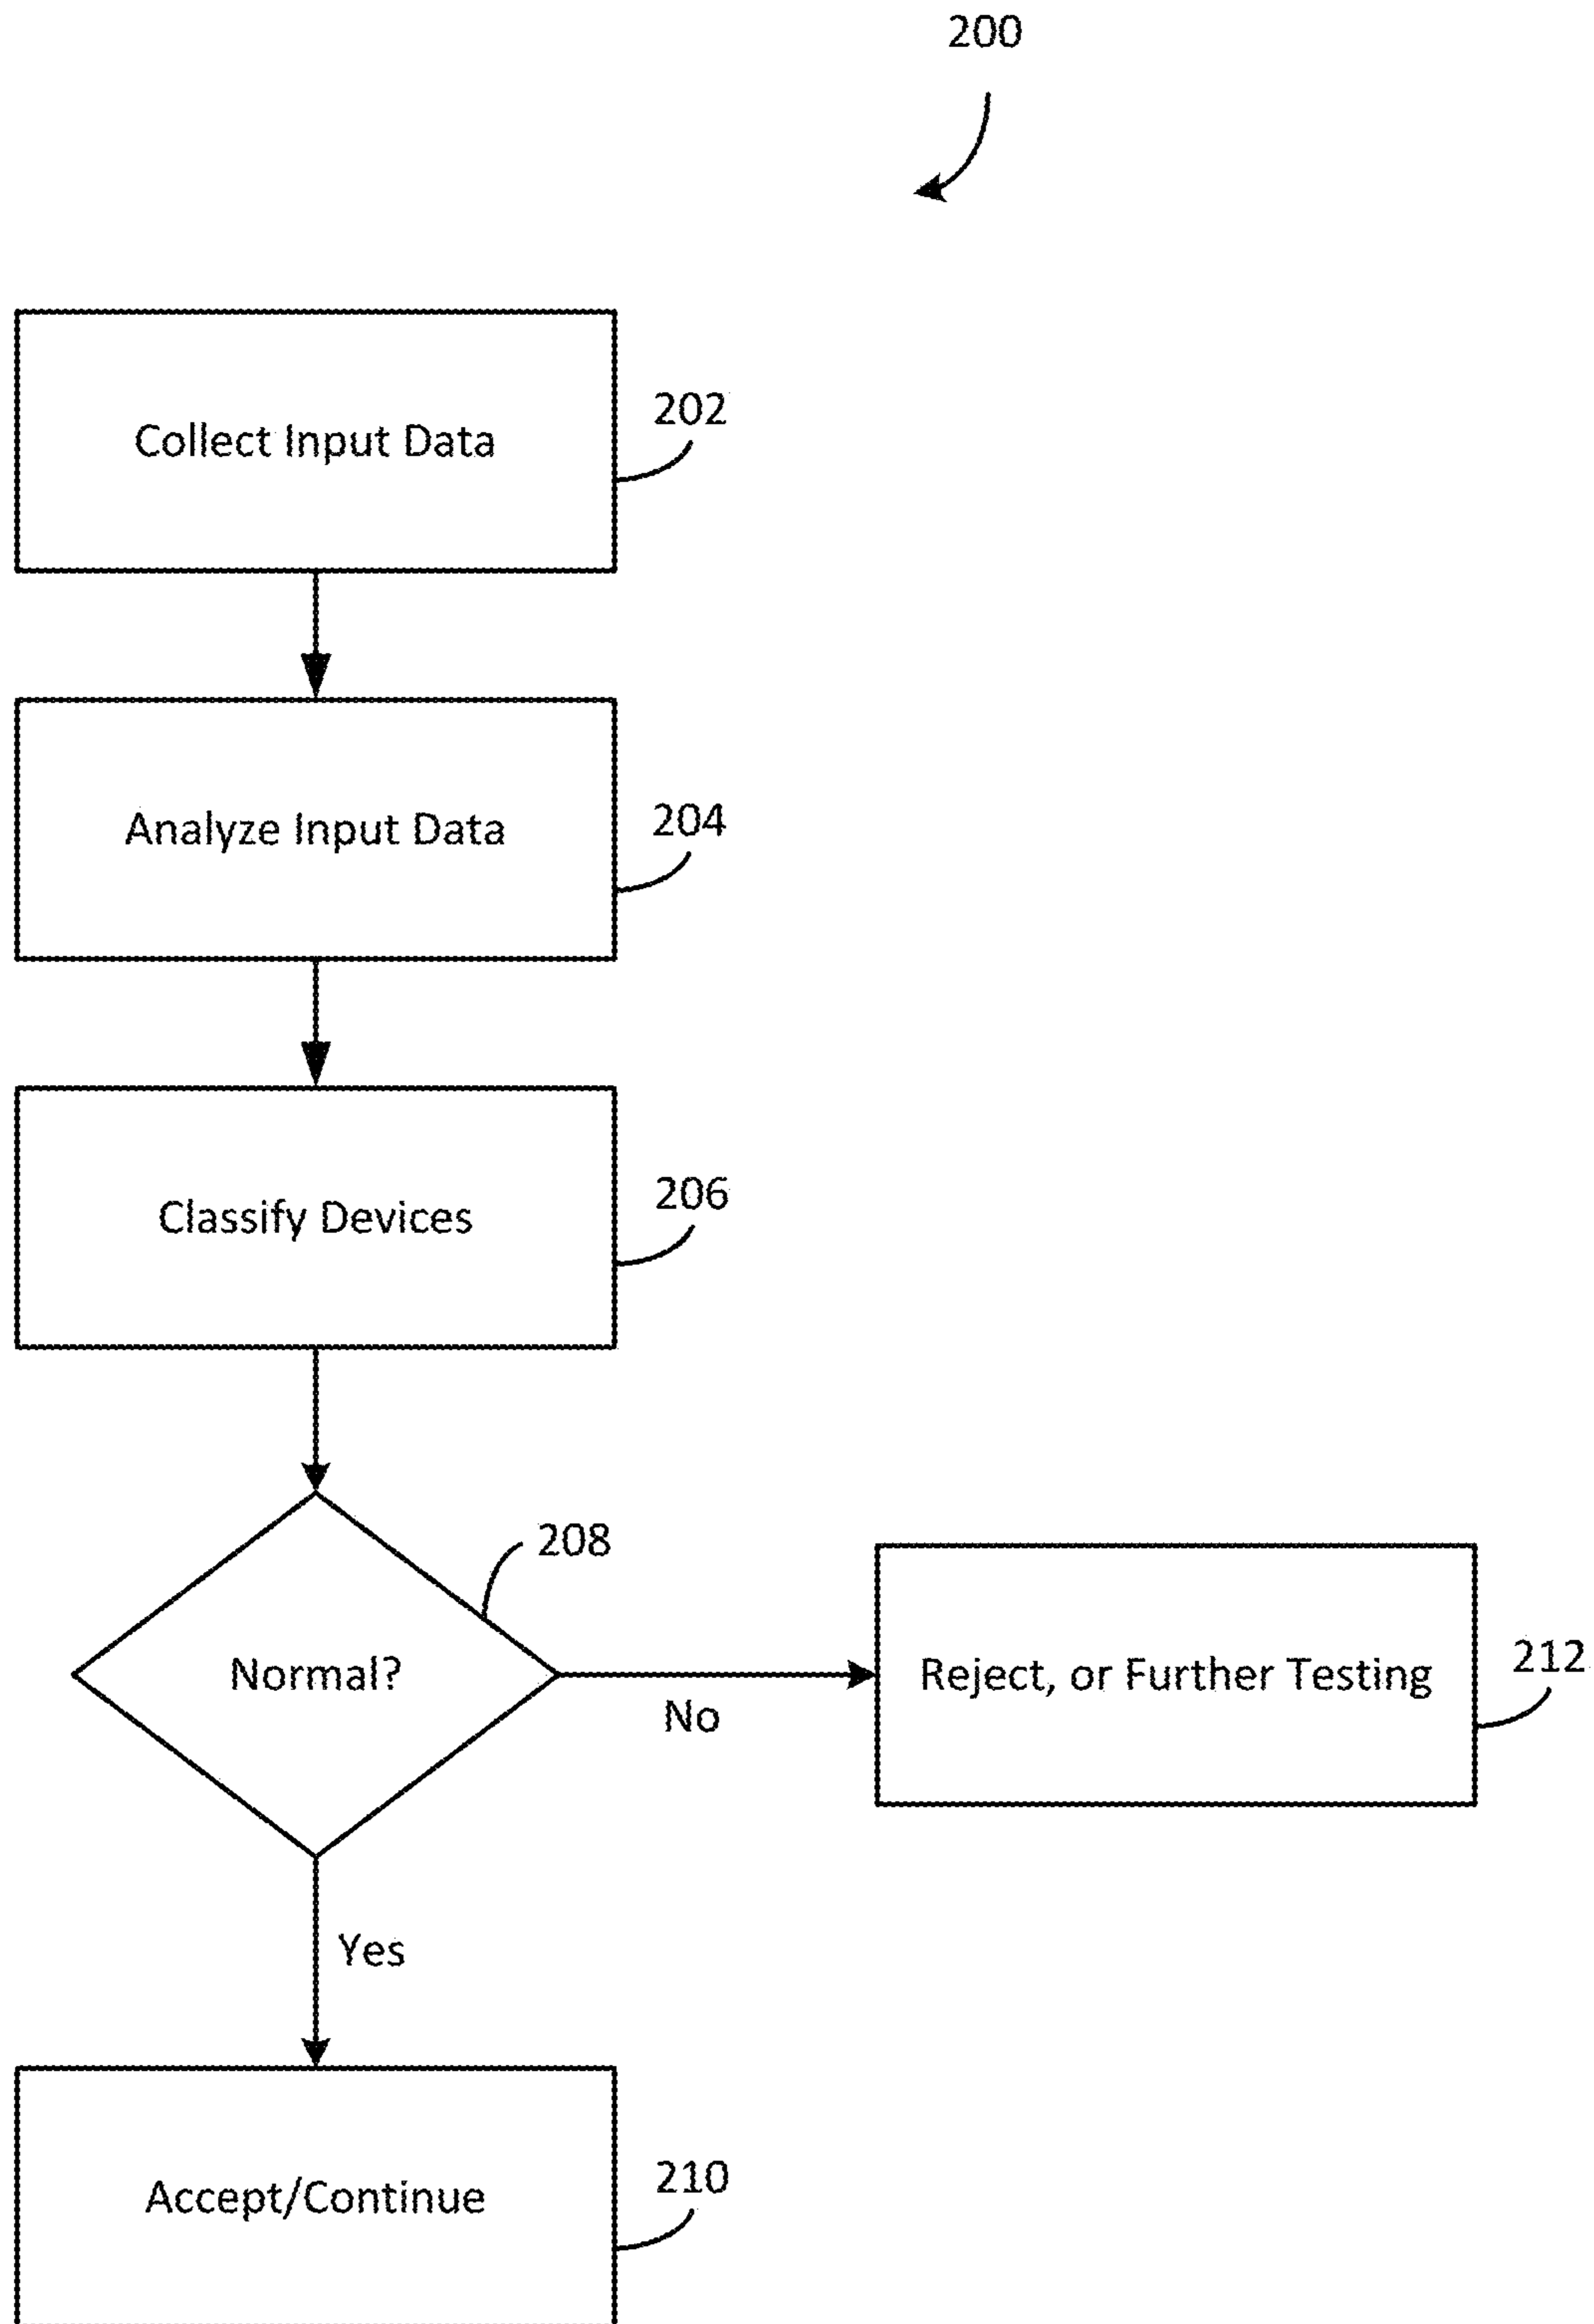 200
Collect Input Data
202
Analyze Input Data
204
Classify Devices
206
208
Normal?
No
Reject, or Further Testing
212
Yes
Accept/Continue
210